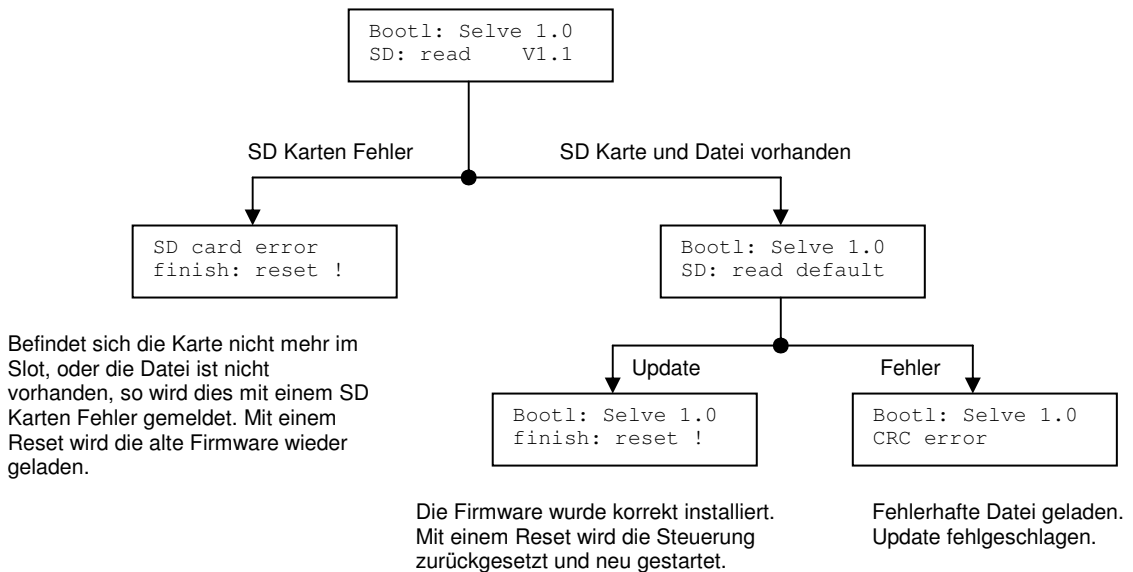 Bootl: Selve 1.0
SD: read V1.1
SD Karten Fehler
SD Karte und Datei vorhanden
SD card error
finish: reset !
Bootl: Selve 1.0
SD: read default
Befindet sich die Karte nicht mehr im
Slot, oder die Datei ist nicht
vorhanden, so wird dies mit einem SD
Karten Fehler gemeldet. Mit einem
Reset wird die alte Firmware wieder
geladen.
Update
Fehler
Bootl: Selve 1.0
finish: reset !
Bootl: Selve 1.0
CRC error
Die Firmware wurde korrekt installiert.
Mit einem Reset wird die Steuerung
zurückgesetzt und neu gestartet.
Fehlerhafte Datei geladen.
Update fehlgeschlagen.